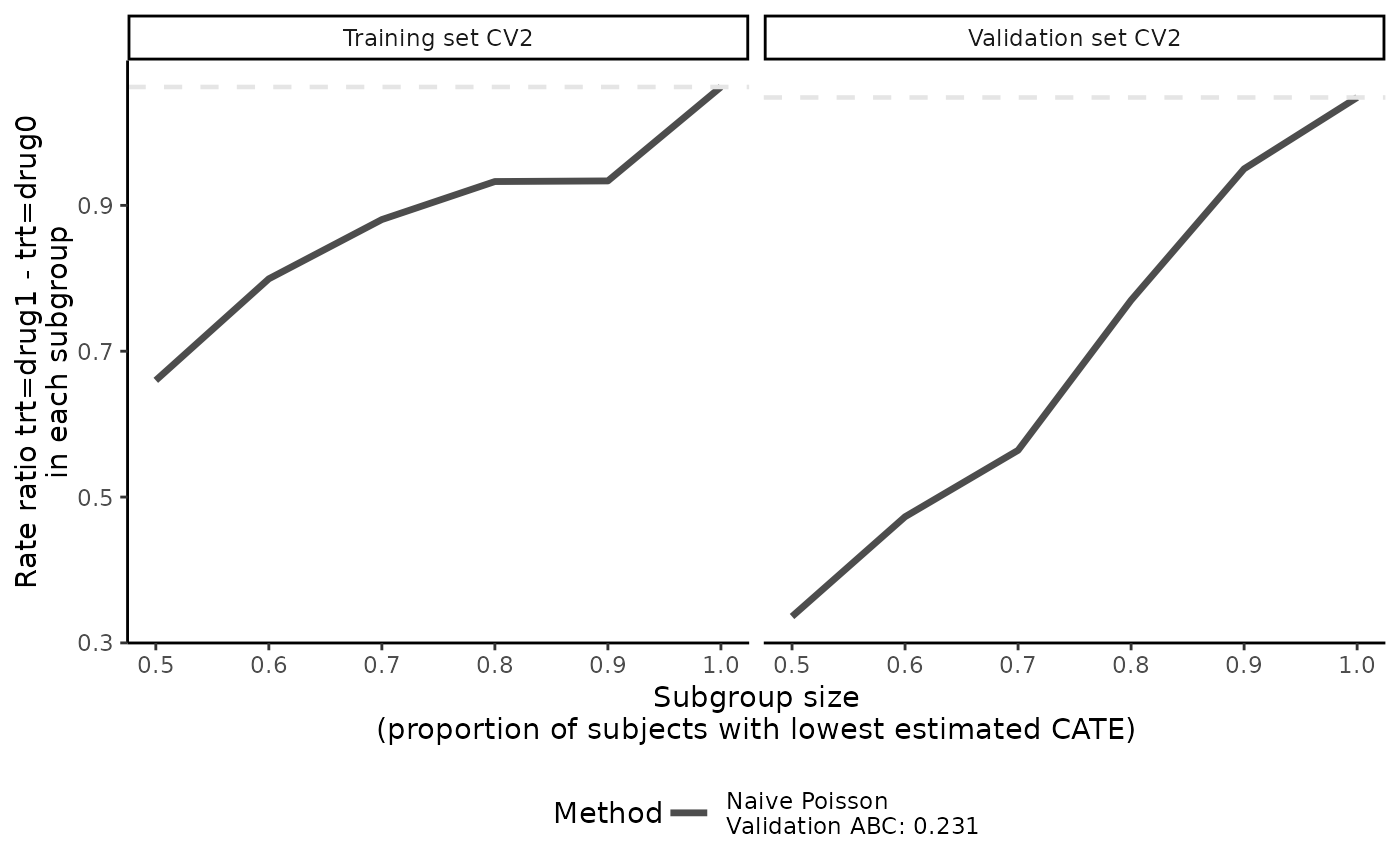 Training set CV2
Validation set CV2
Rate ratio trt=drug1 - trt=drug0
in each subgroup
0.9
0.7
0.5
0.3
0.5 0.6 0.7 0.8 0.9 1.0
0.5 0.6 0.7 0.8 0.9 1.0
Subgroup size
(proportion of subjects with lowest estimated CATE)
Method
Naive Poisson
Validation ABC: 0.231